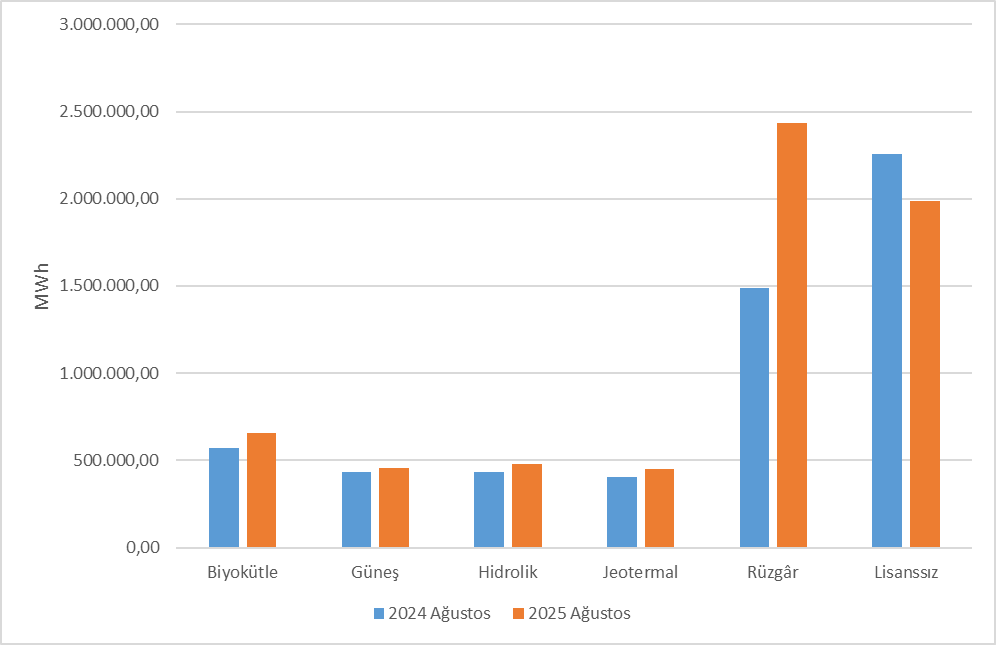 3.000.000,00
2.500.000,00
2.000.000,00
1.500.000,00
1.000.000,00
500.000,00
0,00
MWh
Biyokütle Güneş Hidrolik Jeotermal Rüzgâr Lisanssız
2024 Ağustos 2025 Ağustos